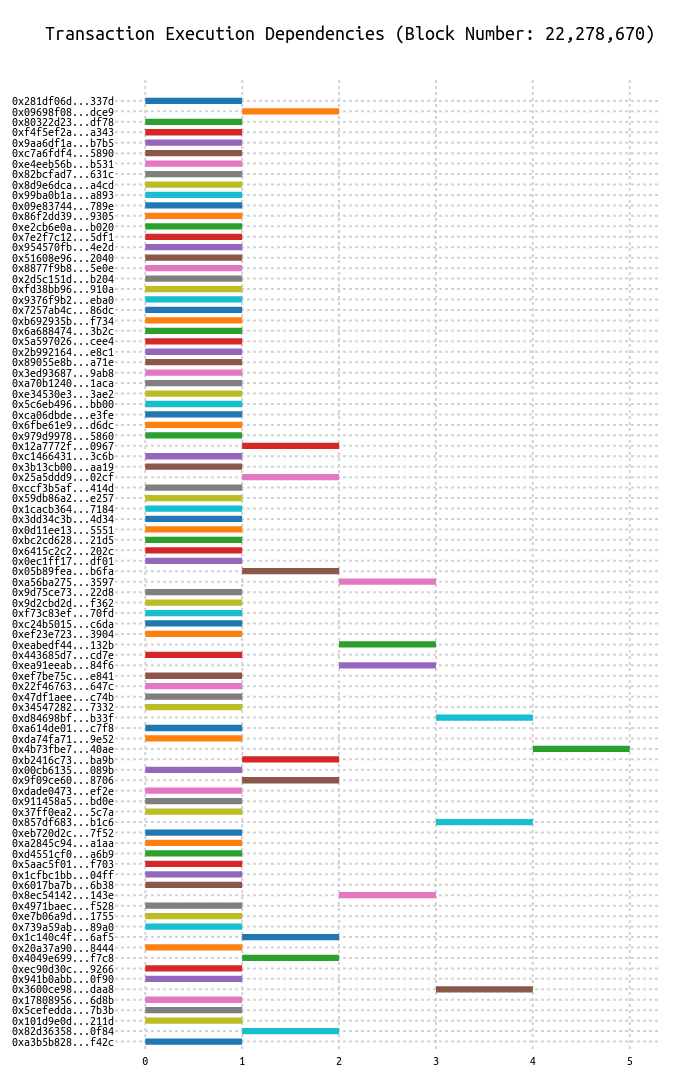 Transaction Execution Dependencies (Block Number: 22,278,670)
0x281df06d...337d
0x09698f08...dce9
0x80322d23...df78
0xf4f5ef2a...a343
0x9aa6df1a...b7b5
0xc7a6fdf4...5890
0xe4eeb56b...b531
0x82bcfad7...631c
0x8d9e6dca...a4cd
0x99ba0b1a...a893
0x09e83744...789e
0x86f2dd39...9305
0xe2cb6e0a...b020
0x7e2f7c12...5df1
0x954570fb...4e2d
0x51608e96...2040
0x8877f9b8...5e0e
0x2d5c151d...b204
0xfd38bb96...910a
0x9376f9b2...eba0
0x7257ab4c...86dc
0xb692935b...f734
0x6a688474...3b2c
0x5a597026...cee4
0x2b992164...e8c1
0x89055e8b...a71e
0x3ed93687...9ab8
0xa70b1240...1aca
0xe34530e3...3ae2
0x5c6eb496...bb00
0xca06dbde...e3fe
0x6fbe61e9...d6dc
0x979d9978...5860
0x12a7772f...0967
0xc1466431...3c6b
0x3b13cb00...aa19
0x25a5ddd9...02cf
0xccf3b5af...414d
0x59db86a2...e257
0x1cacb364...7184
0x3dd34c3b...4d34
0x0d11ee13...5551
0xbc2cd628...21d5
0x6415c2c2...202c
0x0ec1ff17...df01
0x05b89fea...b6fa
0xa56ba275...3597
0x9d75ce73...22d8
0x9d2cbd2d...f362
0xf73c83ef...70fd
0xc24b5015...c6da
0xef23e723...3904
0xeabedf44...132b
0x443685d7...cd7e
0xea91eeab...84f6
0xef7be75c...e841
0x22f46763...647c
0x47df1aee...c74b
0x34547282...7332
0xd84698bf...b33f
0xa614de01...c7f8
0xda74fa71...9e52
0x4b73fbe7...40ae
0xb2416c73...ba9b
0x00cb6135...089b
0x9f09ce60...8706
0xdade0473...ef2e
0x911458a5...bd0e
0x37ff0ea2...5c7a
0x857df683...b1c6
0xeb720d2c...7f52
0xa2845c94...a1aa
0xd4551cf0...a6b9
0x5aac5f01...f703
0x1cfbc1bb...04ff
0x6017ba7b...6b38
0x8ec54142...143e
0x4971baec...f528
0xe7b06a9d...1755
0x739a59ab...89a0
0x1c140c4f...6af5
0x20a37a90...8444
0x4049e699...f7c8
0xec90d30c...9266
0x941b0abb...0f90
0x3600ce98...daa8
0x17808956...6d8b
0x5cefedda...7b3b
0x101d9e0d...211d
0x82d36358...0f84
0xa3b5b828...f42c
0 1 2 3 4 5